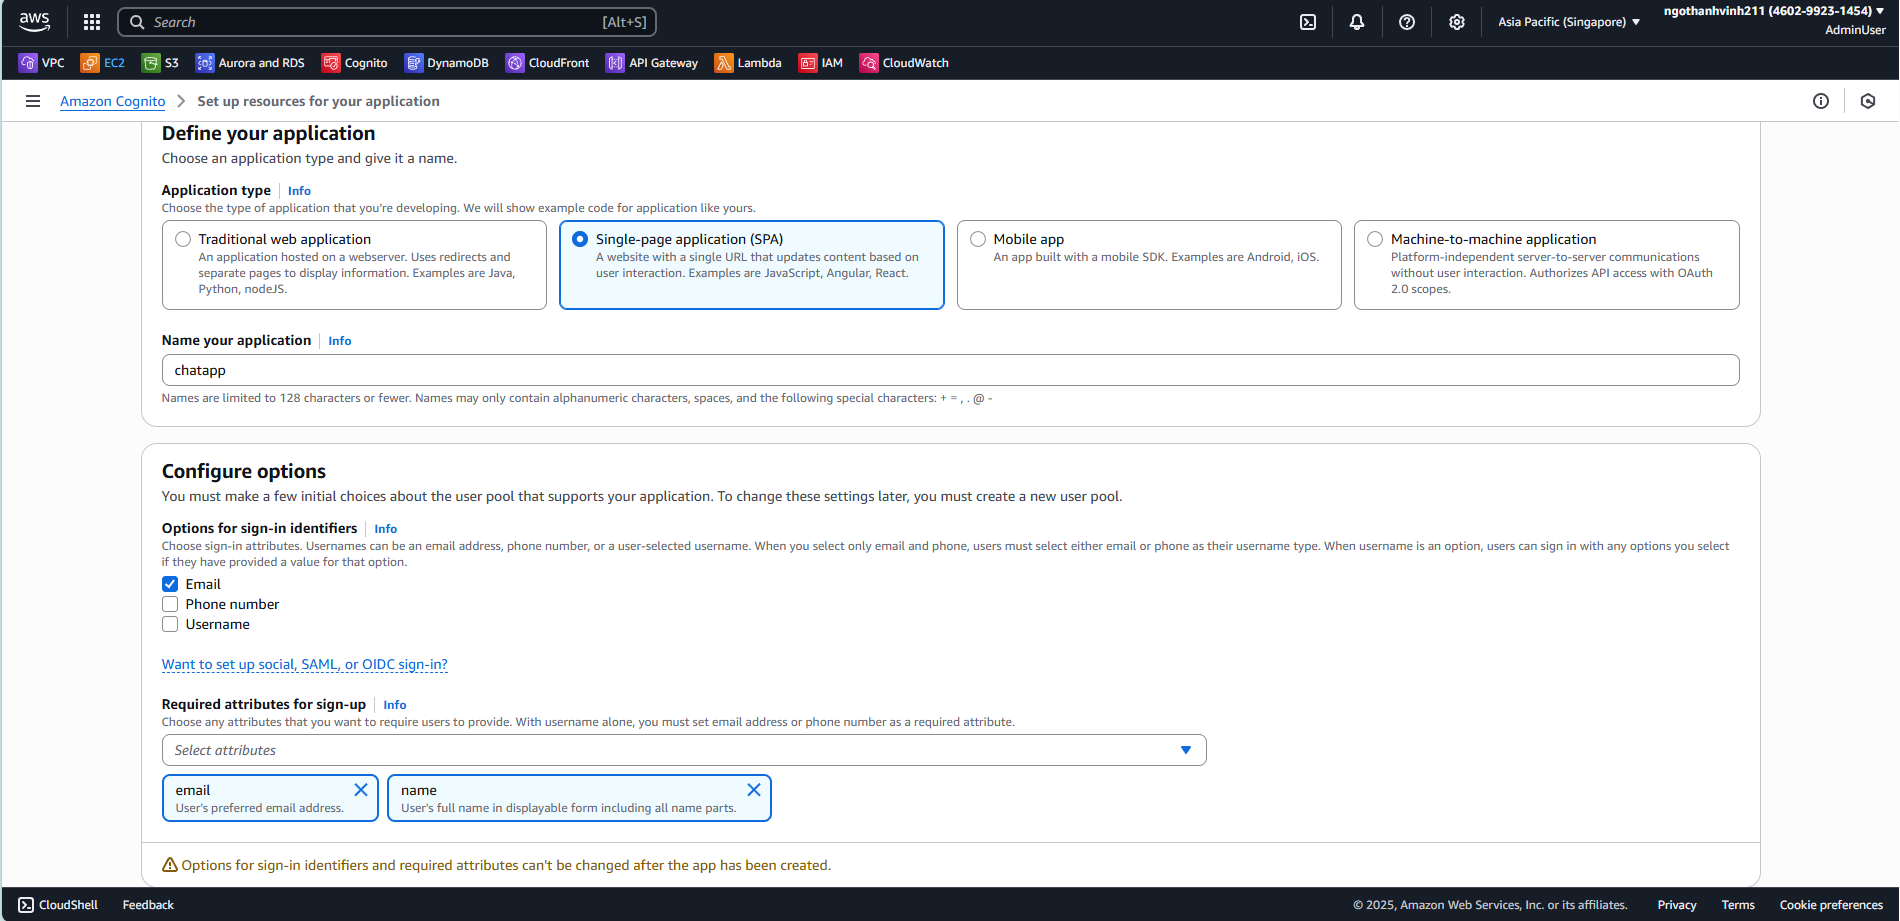 aws
Search
[Alt+S]
Asia Pacific (Singapore)
ngothanhvinh211 (4602-9923-1454)
AdminUser
VPC
EC2
S3
Aurora and RDS
Cognito
DynamoDB
CloudFront
API Gateway
Lambda
IAM
CloudWatch
Amazon Cognito
Set up resources for your application
Define your application
Choose an application type and give it a name.
Application type
Info
Choose the type of application that you're developing. We will show example code for application like yours.
Traditional web application
An application hosted on a webserver. Uses redirects and
separate pages to display information. Examples are Java,
Python, nodeJS.
Single-page application (SPA)
A website with a single URL that updates content based on
user interaction. Examples are JavaScript, Angular, React.
Mobile app
An app built with a mobile SDK. Examples are Android, iOS.
Machine-to-machine application
Platform-independent server-to-server communications
without user interaction. Authorizes API access with OAuth
2.0 scopes.
Name your application
Info
chatapp
Names are limited to 128 characters or fewer. Names may only contain alphanumeric characters, spaces, and the following special characters: + = , . @ -
Configure options
You must make a few initial choices about the user pool that supports your application. To change these settings later, you must create a new user pool.
Options for sign-in identifiers
Info
Choose sign-in attributes. Usernames can be an email address, phone number, or a user-selected username. When you select only email and phone, users must select either email or phone as their username type. When username is an option, users can sign in with any options you select
if they have provided a value for that option.
Email
Phone number
Username
Want to set up social, SAML, or OIDC sign-in?
Required attributes for sign-up
Info
Choose any attributes that you want to require users to provide. With username alone, you must set email address or phone number as a required attribute.
Select attributes
email
User's preferred email address.
name
User's full name in displayable form including all name parts.
Options for sign-in identifiers and required attributes can't be changed after the app has been created.
CloudShell
Feedback
© 2025, Amazon Web Services, Inc. or its affiliates.
Privacy
Terms
Cookie preferences